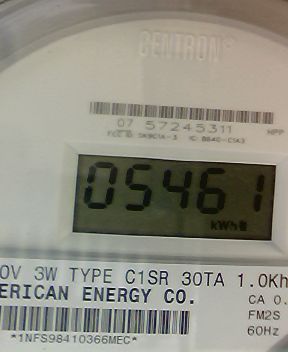 CENTRON®
07 57245311
05461
kWh
0V 3W TYPE C1SR 30TA 1.0Kh
ERICAN ENERGY CO.
CA 0.
FM2S
60Hz
*1NFS98410366MEC*